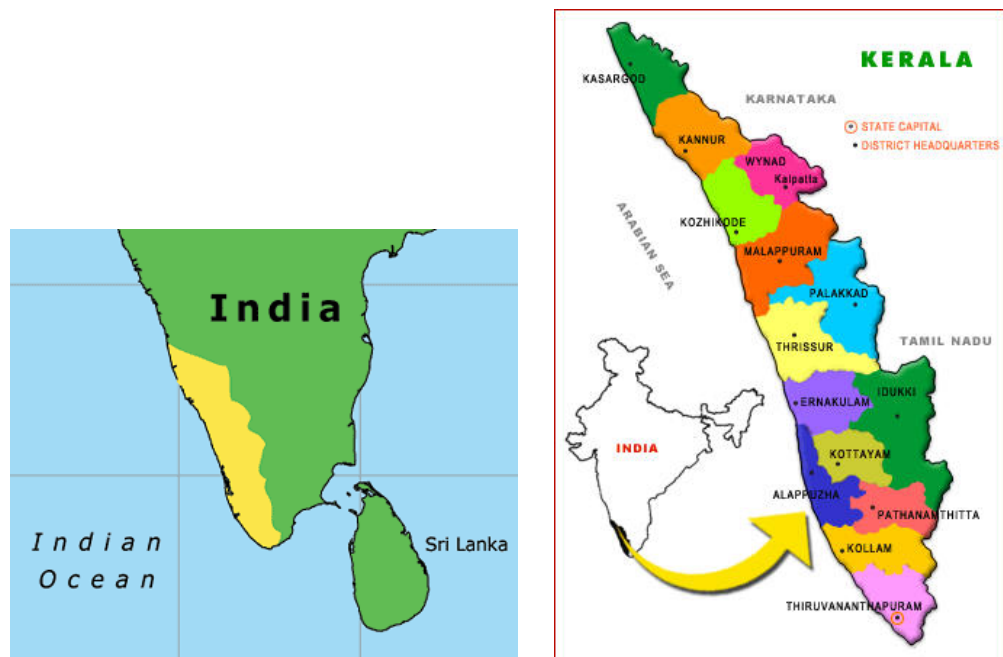 India
Indian
Ocean
Sri Lanka
KERALA
KASARGOD
KARNATAKA
STATE CAPITAL
DISTRICT HEADQUARTERS
KANNUR
WYNAD
Kalpatta
ARABIAN SEA
KOZHIKODE
MALAPPURAM
PALAKKAD
TAMIL NADU
THRISSUR
IDUKKI
ERNAKULAM
INDIA
KOTTAYAM
ALAPPUZHA
PATHANAMTHITTA
KOLLAM
THIRUVANANTHAPURAM